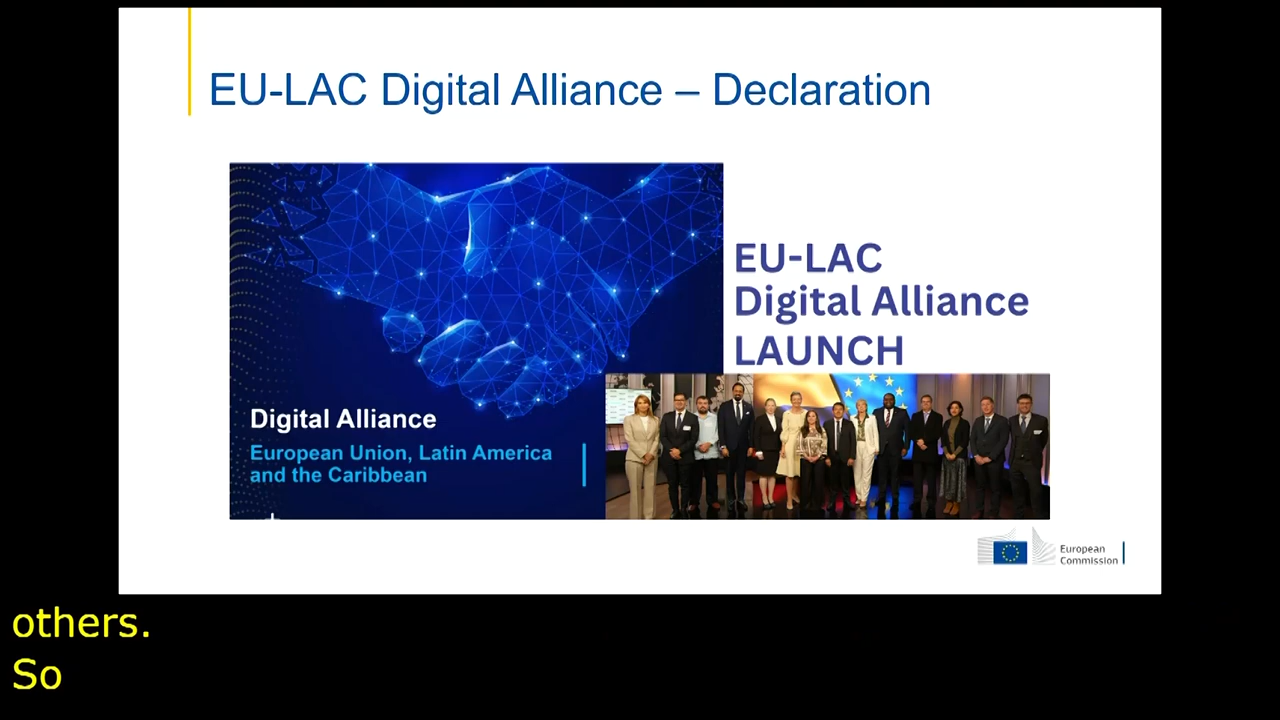 EU-LAC Digital Alliance – Declaration
EU-LAC
Digital Alliance
LAUNCH
Digital Alliance
European Union, Latin America
and the Caribbean
European
Commission
others.
So